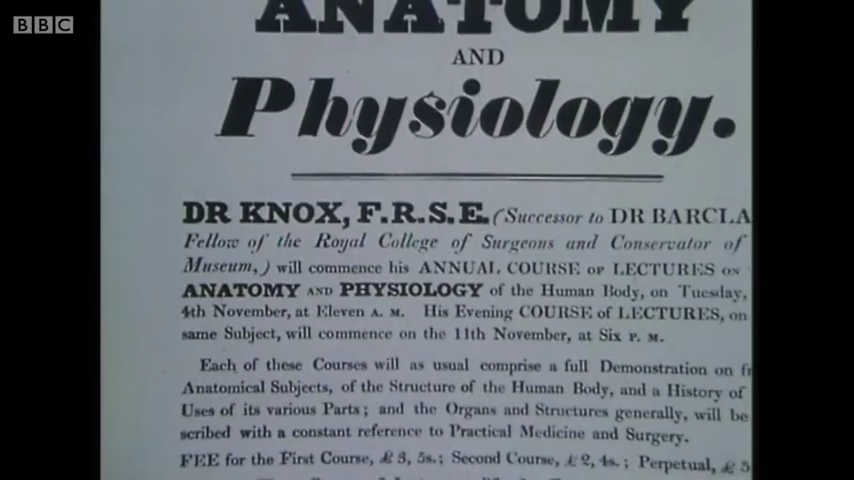 BBC
ANATOMY
AND
Physiology.
DR KNOX, F.R.S.E. (Successor to DR BARCLA
Fellow of the Royal College of Surgeons and Conservator of
Museum,) will commence his ANNUAL COURSE OF LECTURES ON
ANATOMY AND PHYSIOLOGY of the Human Body, on Tuesday,
4th November, at Eleven A. M. His Evening COURSE of LECTURES, on
same Subject, will commence on the 11th November, at Six P. M.
Each of these Courses will as usual comprise a full Demonstration on fr
Anatomical Subjects, of the Structure of the Human Body, and a History of
Uses of its various Parts; and the Organs and Structures generally, will be
scribed with a constant reference to Practical Medicine and Surgery.
FEE for the First Course, £3, 5s.; Second Course, £2, 4s.; Perpetual, £5